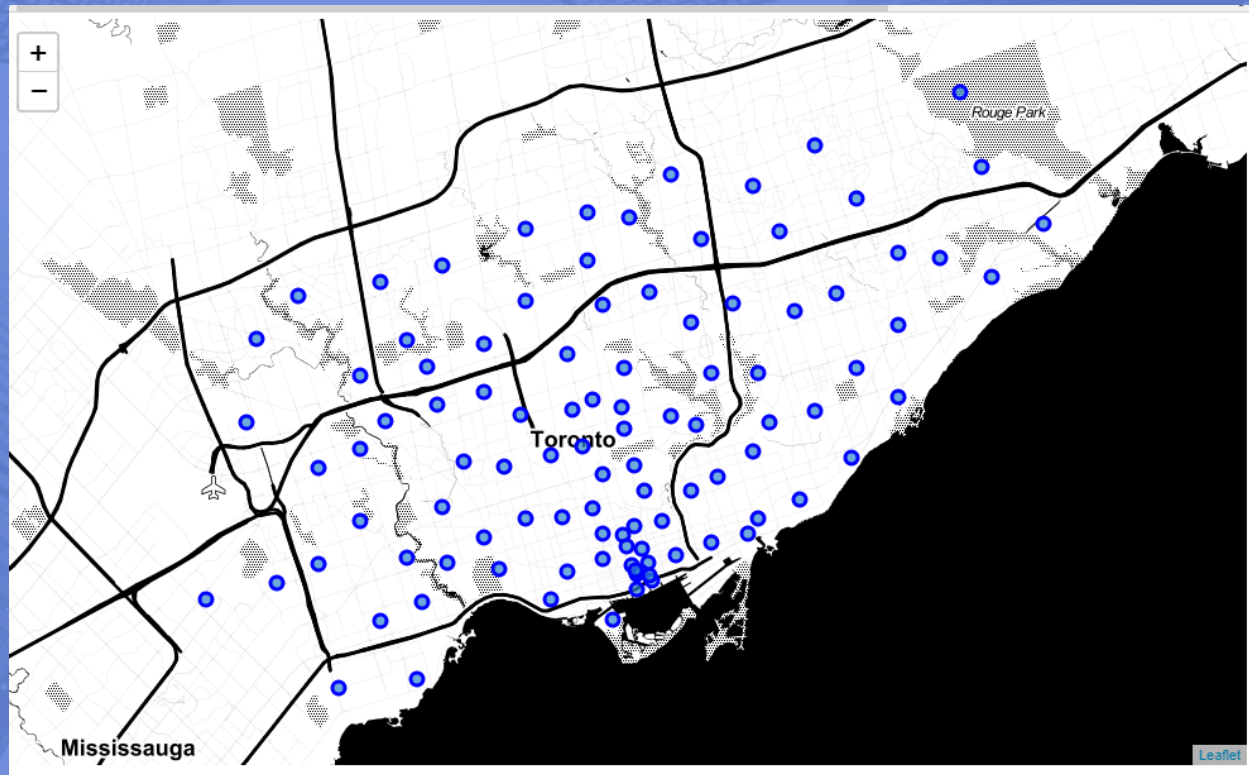 +
−
Rouge Park
Toronto
Mississauga
Leaflet